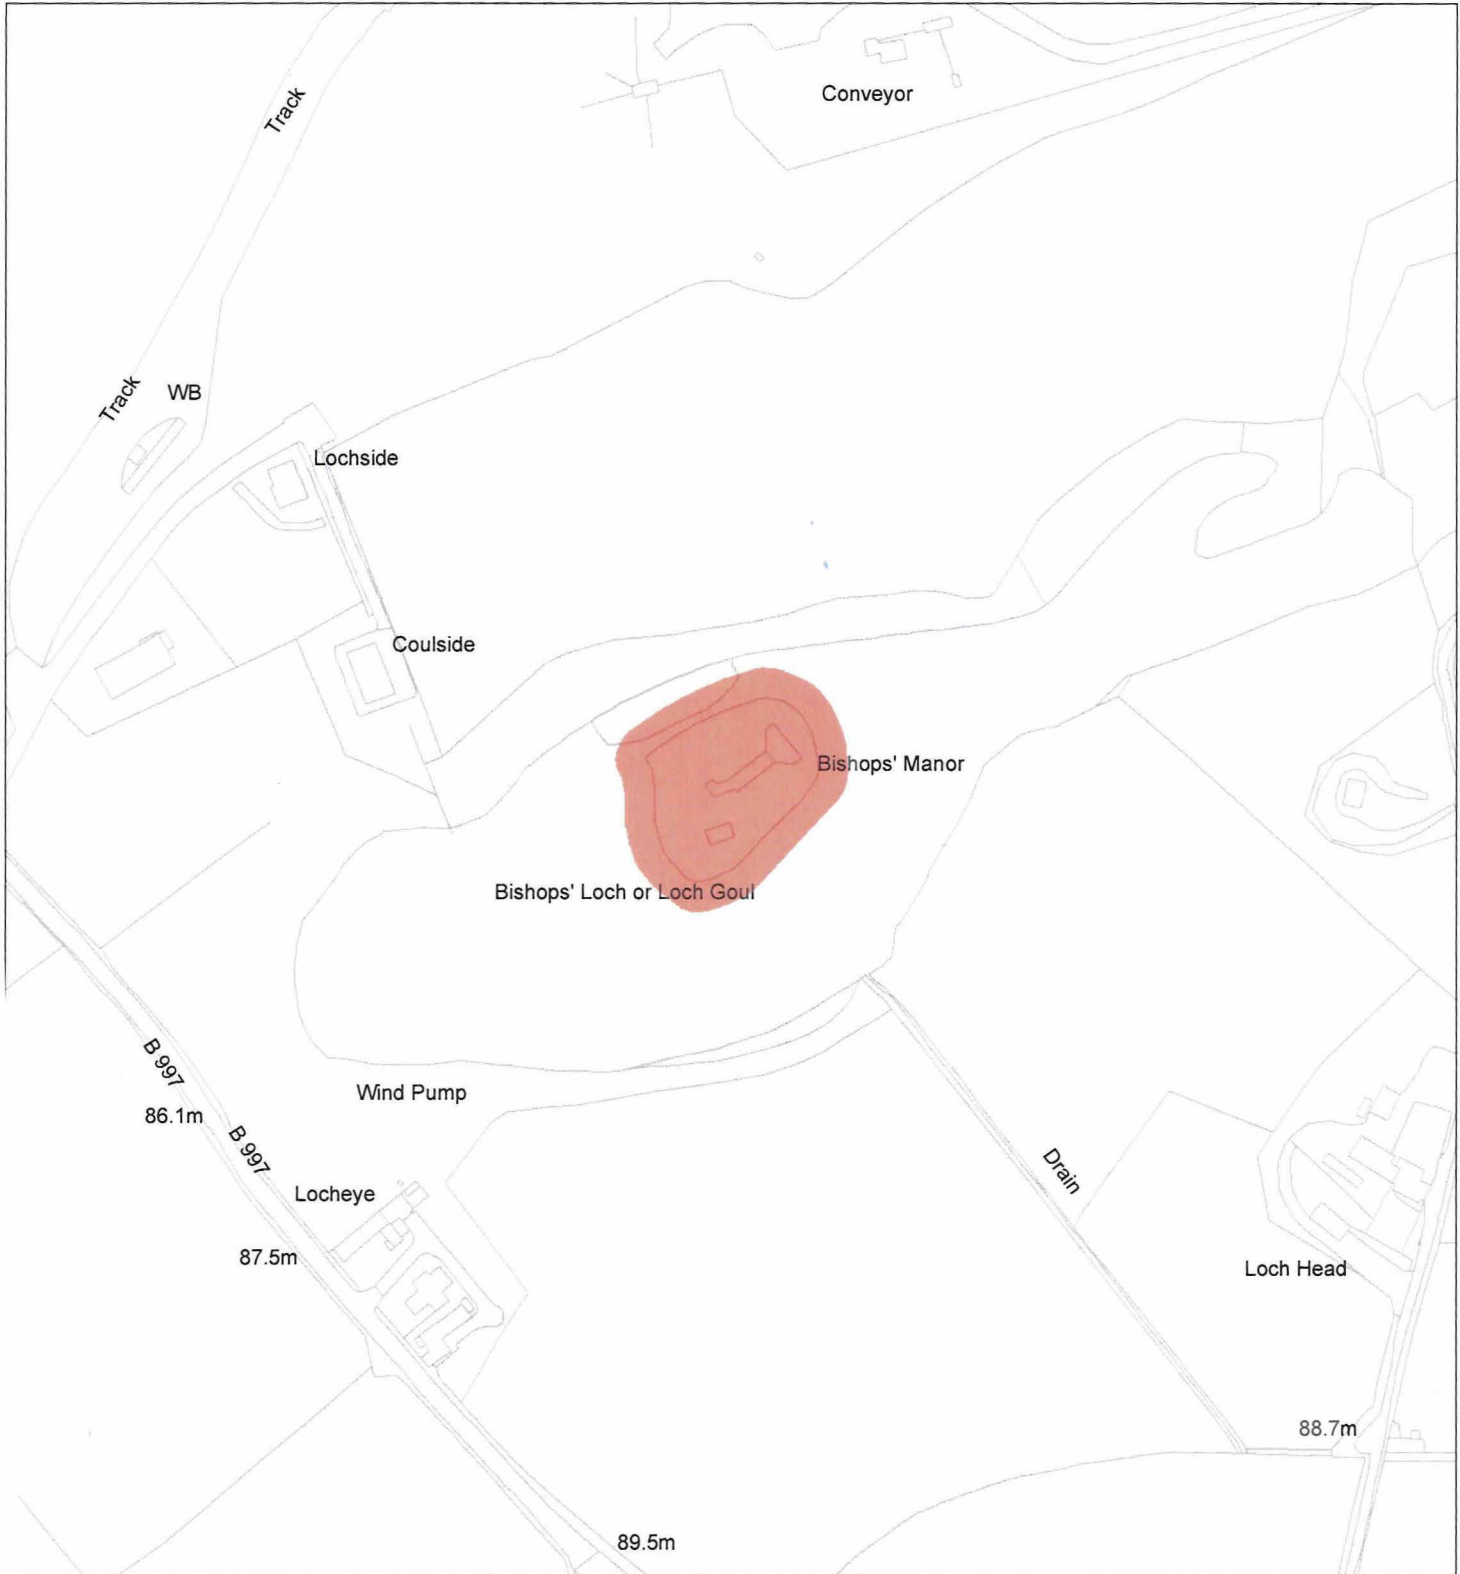 Conveyor
Track
Track
WB
Lochside
Coulside
Bishops' Manor
Bishops' Loch or Loch Goul
B 997
Wind Pump
86.1m
B 997
Drain
Locheye
87.5m
Loch Head
88.7m
89.5m